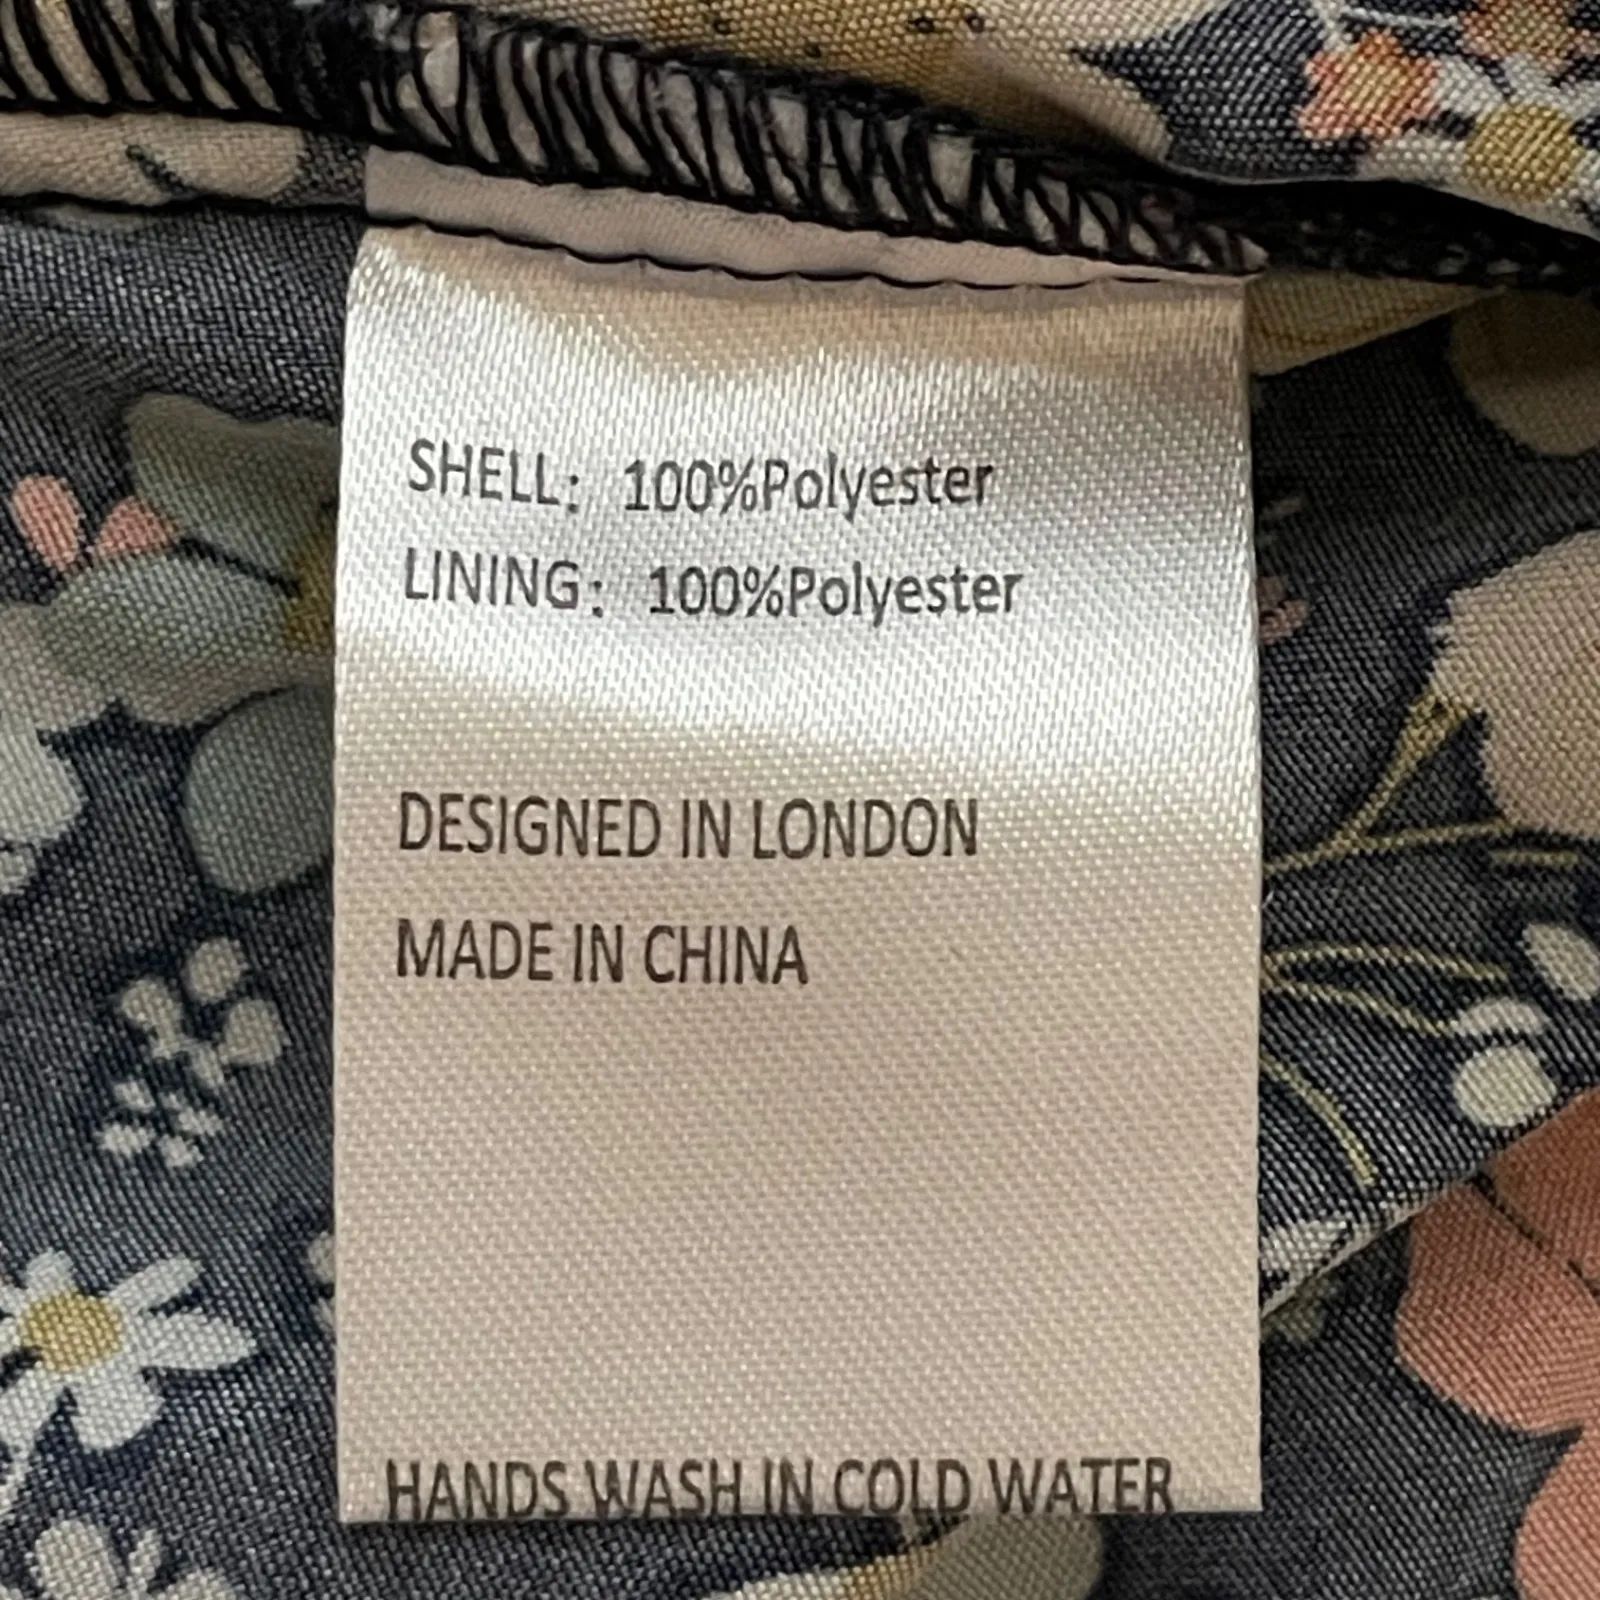 SHELL: 100%Polyester
LINING: 100%Polyester
DESIGNED IN LONDON
MADE IN CHINA
HANDS WASH IN COLD WATER